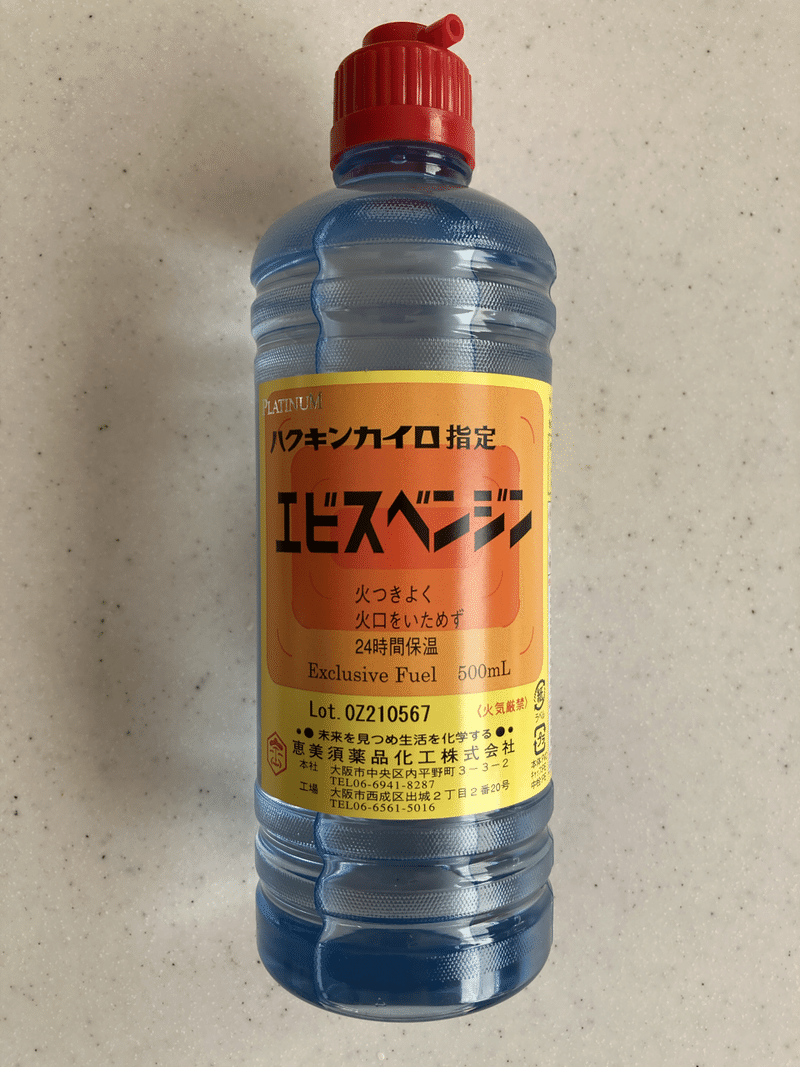 PLATINUM
ハクキンカイロ指定
エビスベンジン
火つきよく
火口をいためず
24時間保温
Exclusive Fuel 500mL
Lot. 0Z210567 〈火気厳禁〉
●●未来を見つめ生活を化学する●●
恵美須薬品化工株式会社
本社 大阪市中央区内平野町3-3-2
TEL06-6941-8287
工場 大阪市西成区出城2丁目2番20号
TEL06-6561-5016